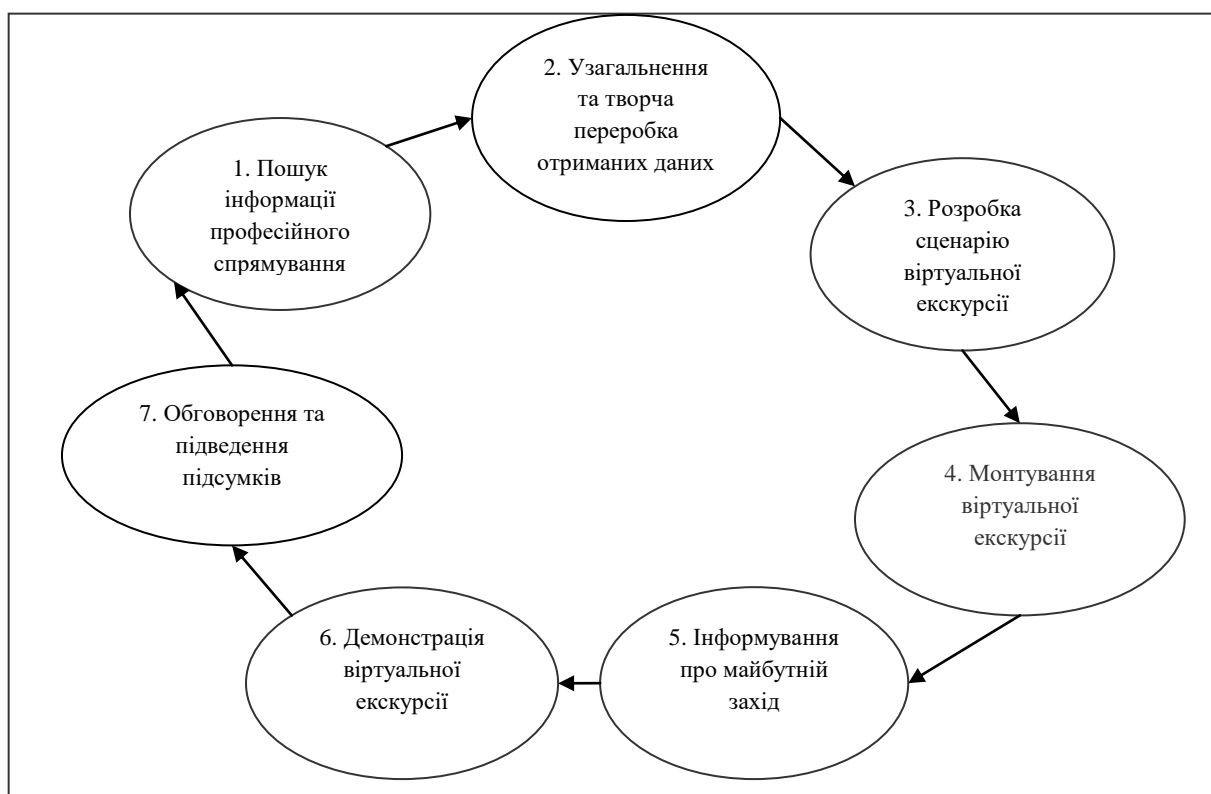 1. Пошук
інформації
професійного
спрямування
2. Узагальнення
та творча
переробка
отриманих даних
3. Розробка
сценарію
віртуальної
екскурсії
4. Монтування
віртуальної
екскурсії
5. Інформування
про майбутній
захід
6. Демонстрація
віртуальної
екскурсії
7. Обговорення та
підведення
підсумків